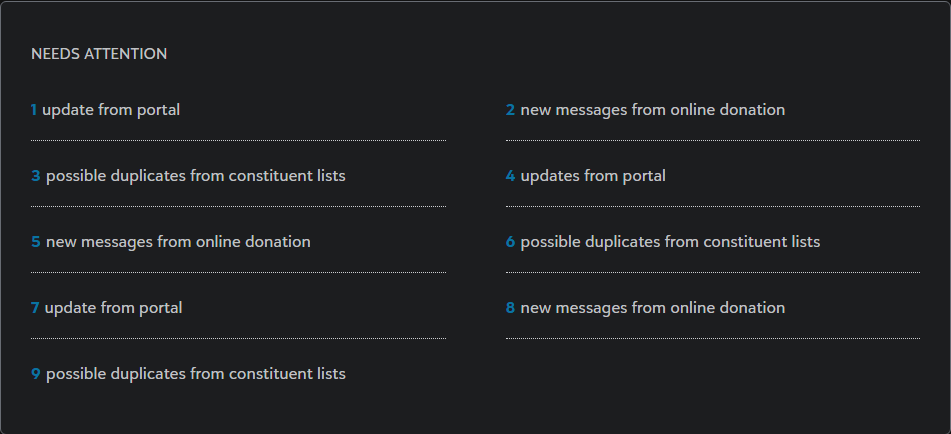 NEEDS ATTENTION
1 update from portal
2 new messages from online donation
3 possible duplicates from constituent lists
4 updates from portal
5 new messages from online donation
6 possible duplicates from constituent lists
7 update from portal
8 new messages from online donation
9 possible duplicates from constituent lists